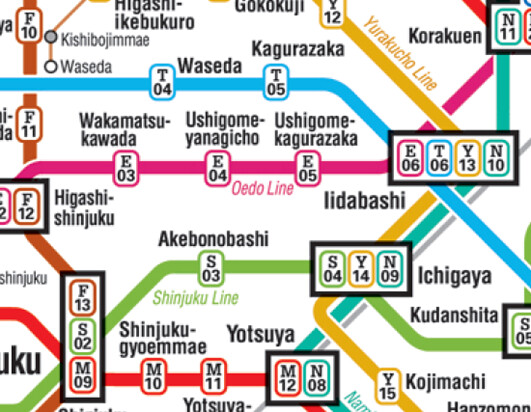 Higashi-
ikebukuro
Gokokuji
Y
12
Yurakucho Line
Korakuen
N
11
ya
F
10
Kishibojimmae
Waseda
Kagurazaka
Waseda
T
04
T
05
F
11
Wakamatsu-
kawada
Ushigome-
yanagicho
Ushigome-
kagurazaka
E
03
E
04
E
05
Oedo Line
E
06
T
06
Y
13
N
10
Iidabashi
F
12
Higashi-
shinjuku
Akebonobashi
S
03
Shinjuku Line
S
04
Y
14
N
09
Ichigaya
Kudanshita
S
05
shinjuku
F
13
S
02
M
09
uku
Shinjuku-
gyoemmae
M
10
M
11
Yotsuya
M
12
N
08
Yotsuya-
Y
15
Kojimachi